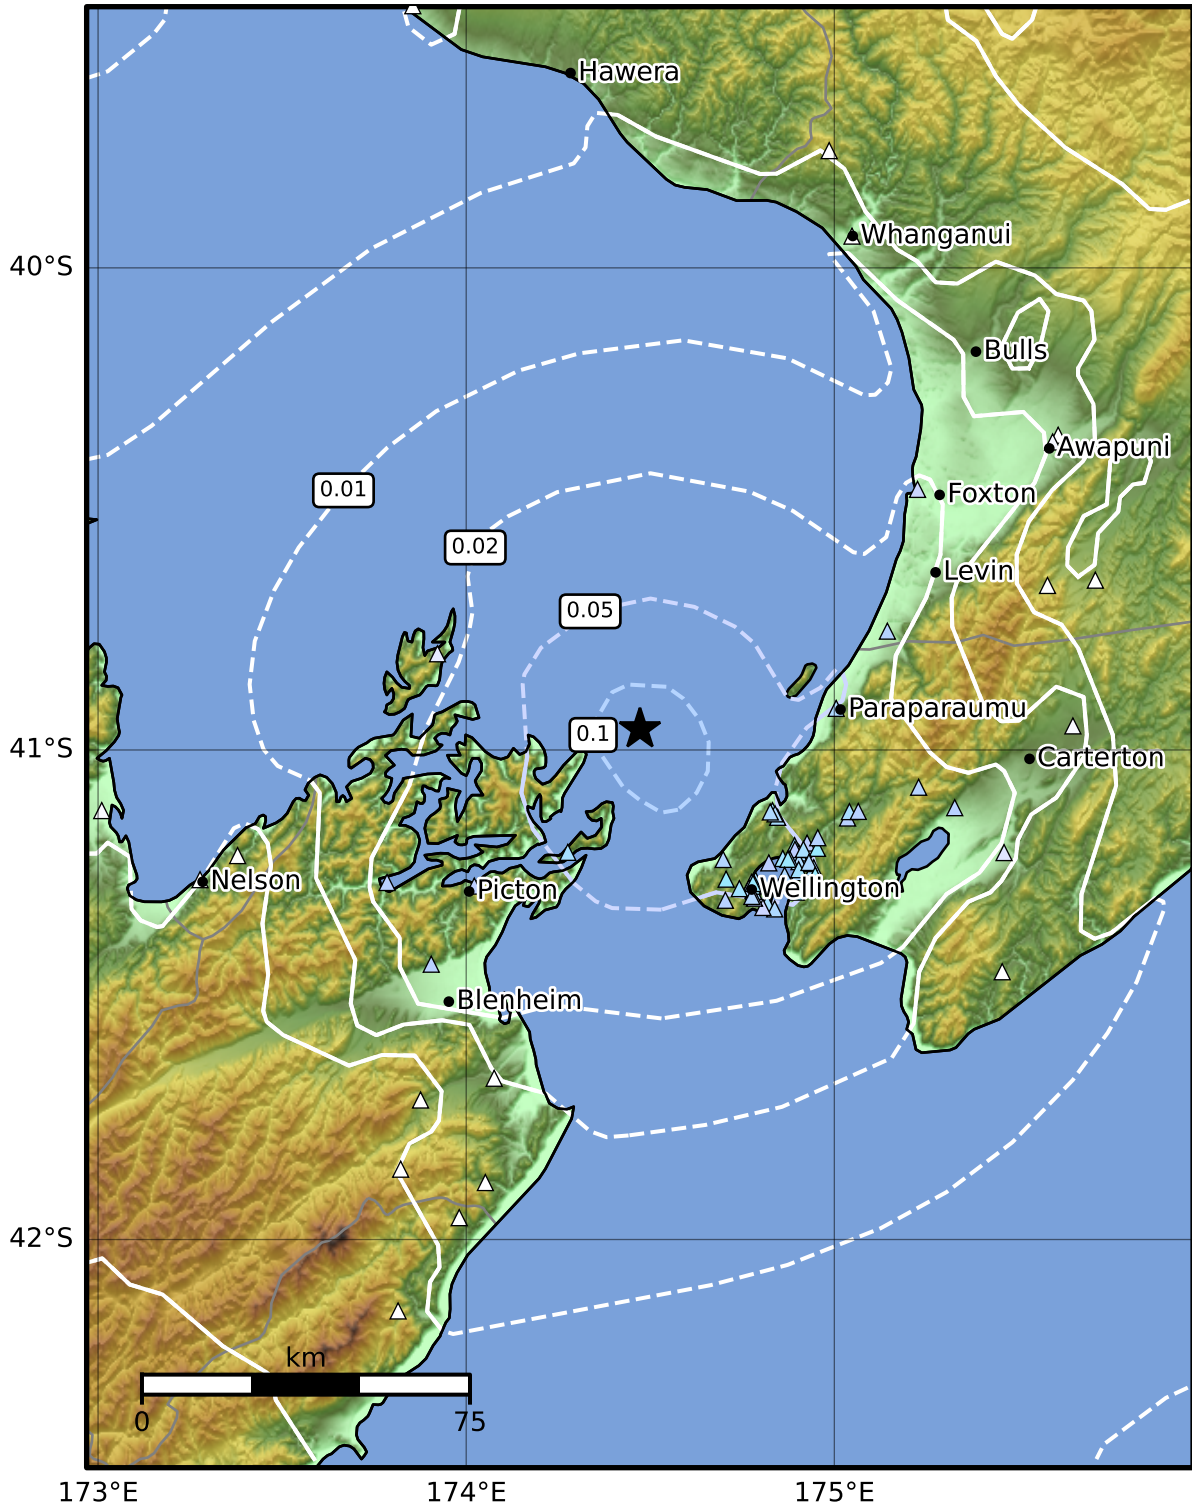 Hawera
Whanganui
40°S
Bulls
Awapuni
0.01
Foxton
0.02
Levin
0.05
Paraparaumu
0.1
41°S
Carterton
Nelson
Picton
Wellington
Blenheim
42°S
km
0 75
173°E 174°E 175°E